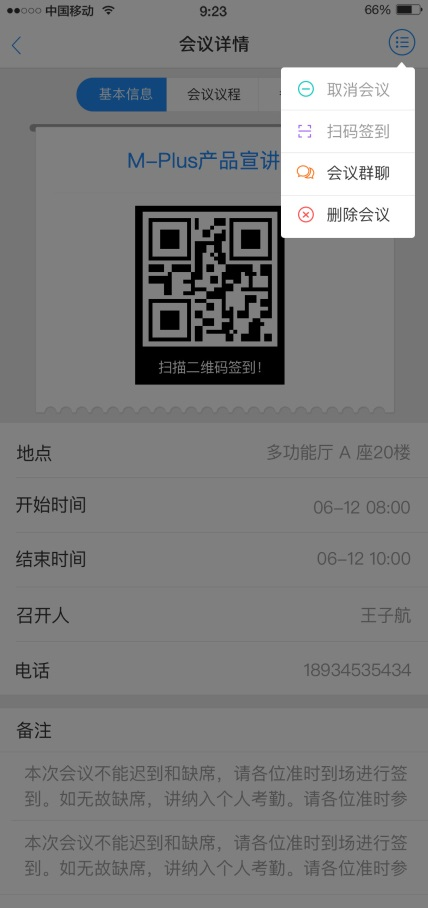 中国移动
9:23
66%
会议详情
基本信息
会议议程
取消会议
扫码签到
会议群聊
删除会议
M-Plus产品宣讲
扫描二维码签到！
地点
多功能厅 A 座20楼
开始时间
06-12 08:00
结束时间
06-12 10:00
召开人
王子航
电话
18934535434
备注
本次会议不能迟到和缺席，请各位准时到场进行签
到。如无故缺席，讲纳入个人考勤。请各位准时参
本次会议不能迟到和缺席，请各位准时到场进行签
到。如无故缺席，讲纳入个人考勤。请各位准时参